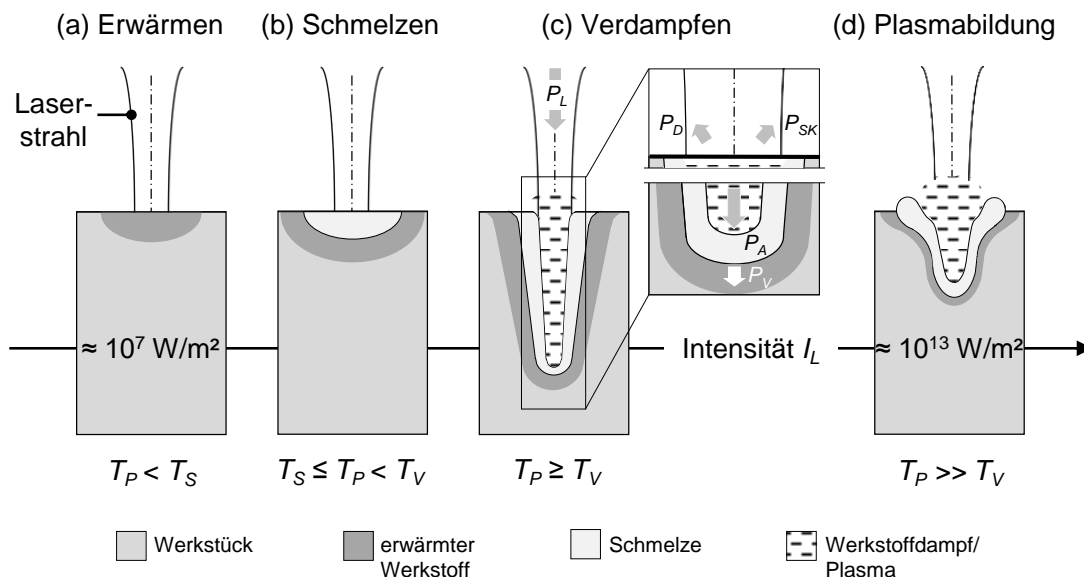 (a) Erwärmen
(b) Schmelzen
(c) Verdampfen
(d) Plasmabildung
Laser-
strahl
P_L
P_D
P_SK
P_A
P_V
≈ 10⁷ W/m²
Intensität I_L
≈ 10¹³ W/m²
T_P < T_S
T_S ≤ T_P < T_V
T_P ≥ T_V
T_P >> T_V
Werkstück
erwärmter
Werkstoff
Schmelze
Werkstoffdampf/
Plasma